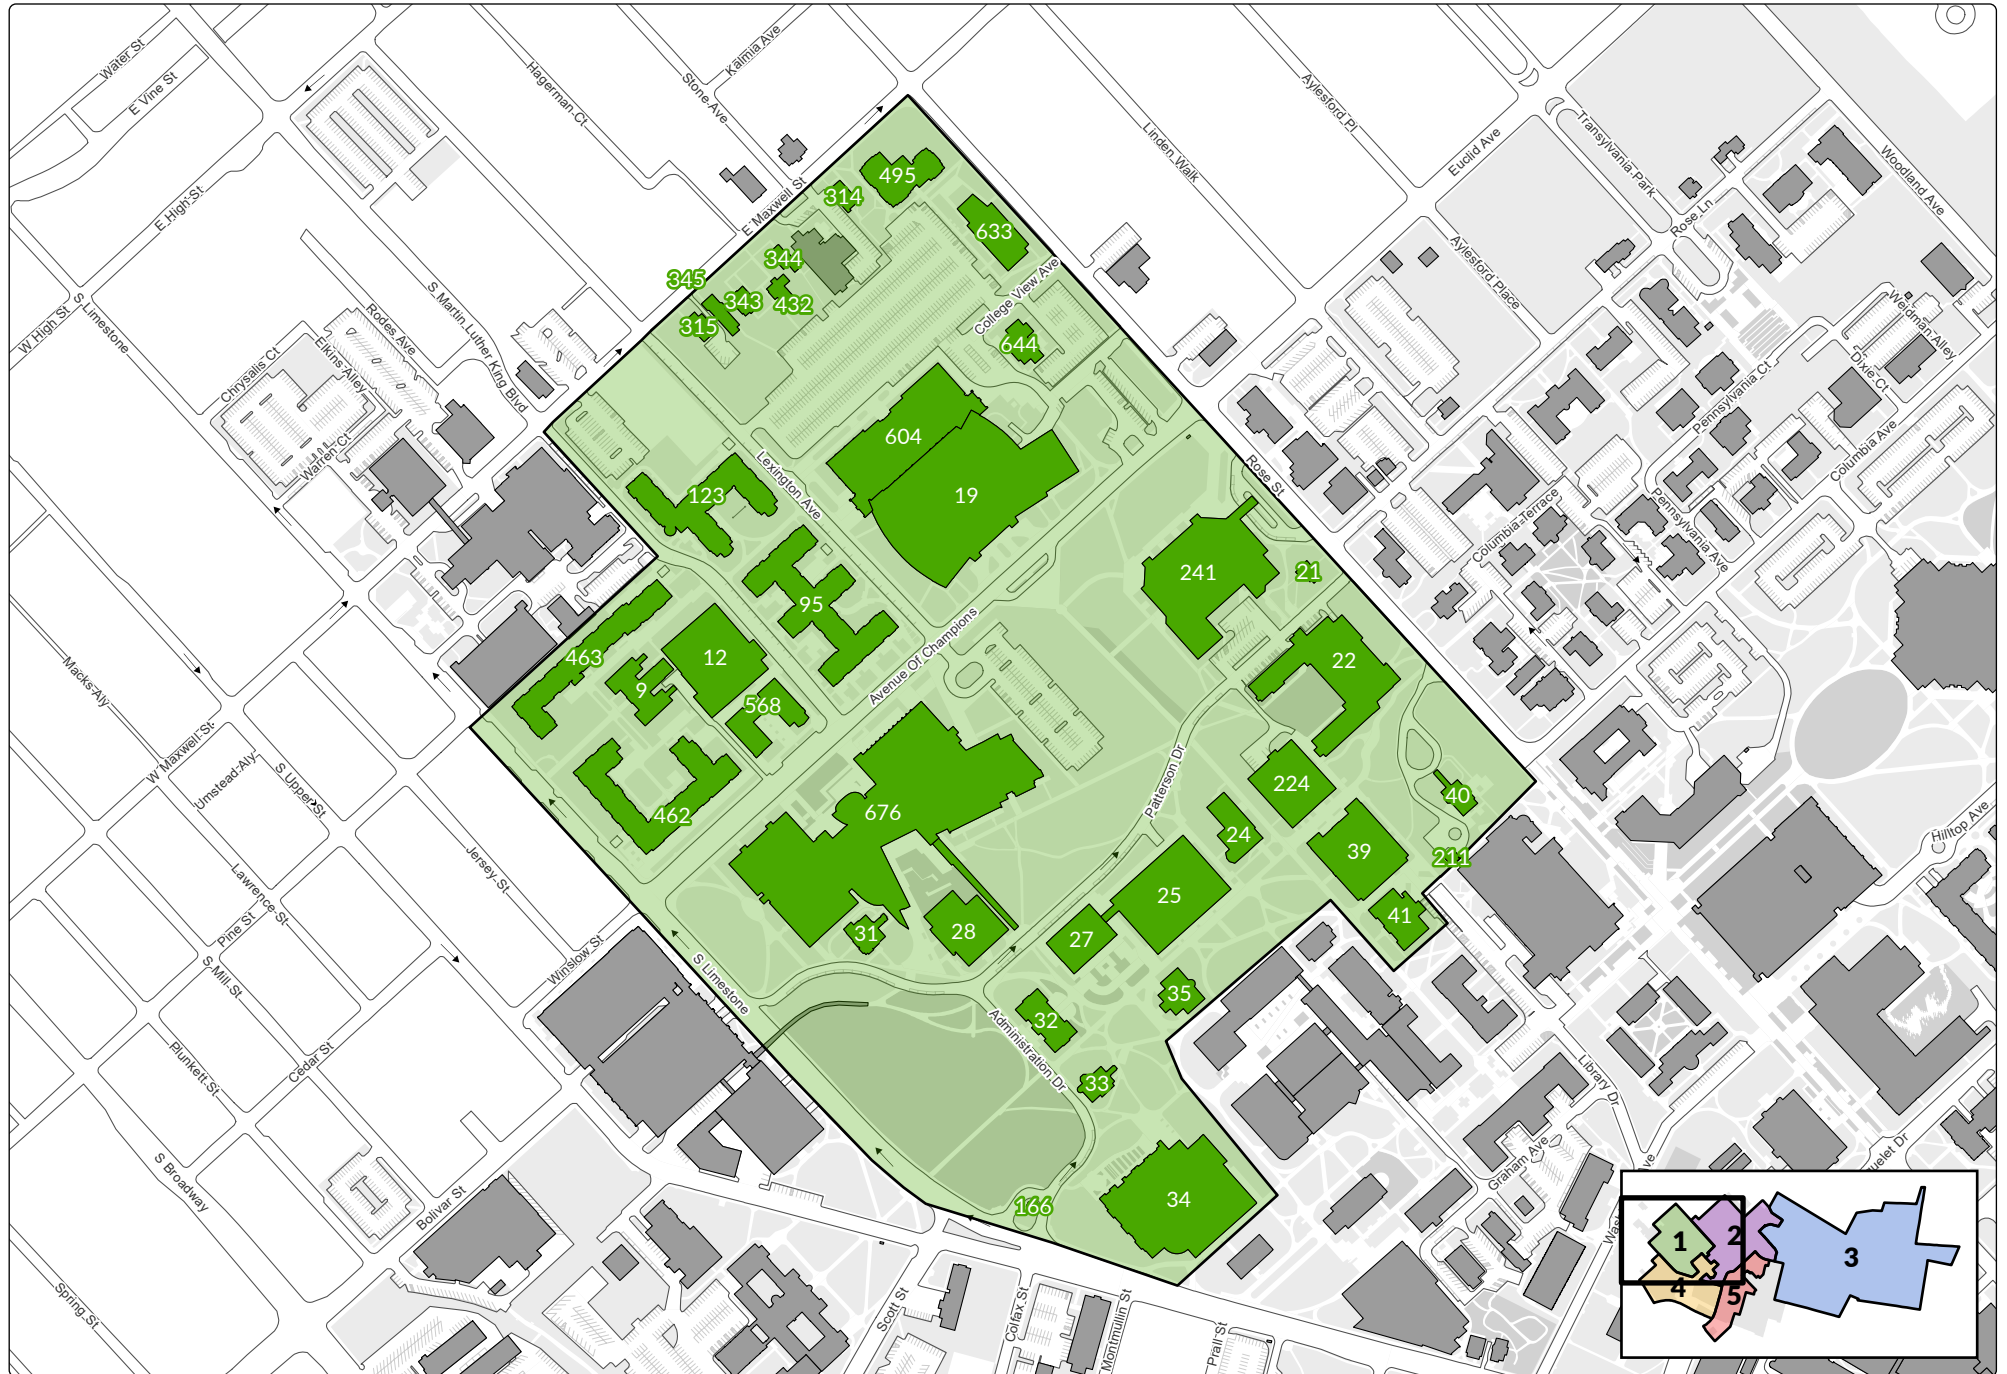 Water St
E Vine St
Hagerman Ct
Stone Ave
Kalmia Ave
Linden Walk
Aylesford Pl
Transylvania Park
Euclid Ave
Woodland Ave
Rose Ln
E High St
E Maxwell St
495
314
633
344
345
343
432
315
College View Ave
644
Aylesford Place
Weidman Alley
Dixie Ct
Pennsylvania Ct
Columbia Ave
W High St
S Limestone
S Martin Luther King Blvd
Rodes Ave
Elkins Alley
Chrysalis Ct
Warren Ct
604
19
Lexington Ave
123
Rose St
Columbia Terrace
Pennsylvania Ave
241
21
95
463
12
9
568
Avenue Of Champions
22
Macks Aly
W Maxwell St
Umstead Aly
S Upper St
462
676
Patterson Dr
224
40
24
39
211
Hilltop Ave
Jersey St
Lawrence St
Pine St
S Mill St
Winslow St
25
41
31
28
27
S Limestone
35
32
Administration Dr
33
Plunkett St
Cedar St
Library Dr
Graham Ave
S Broadway
Bolivar St
166
34
Scott St
Colfax St
Montmullin St
Prall St
Spring St
1
2
3
4
5